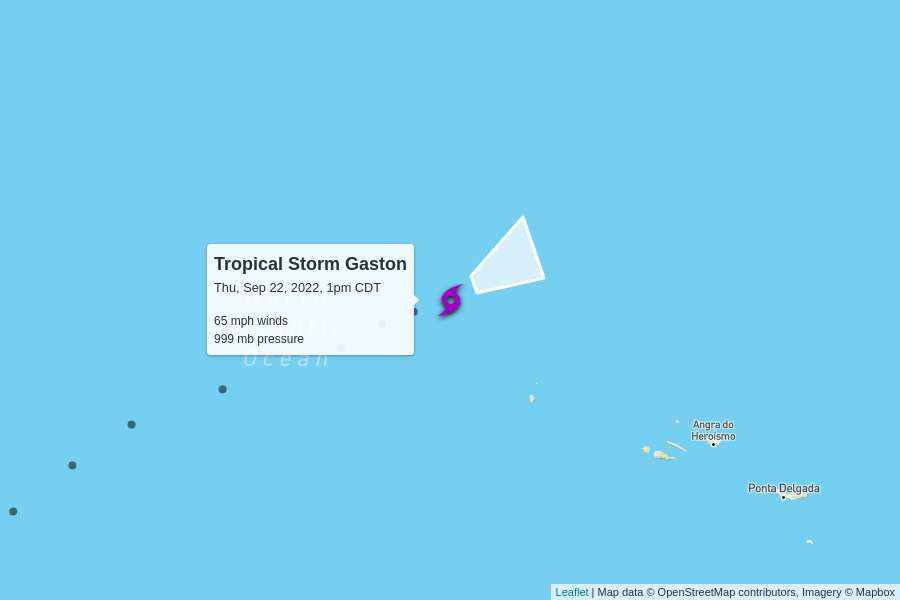 Tropical Storm Gaston
Thu, Sep 22, 2022, 1pm CDT
65 mph winds
999 mb pressure
Ocean
Angra do
Heroísmo
Ponta Delgada
Leaflet | Map data © OpenStreetMap contributors, Imagery © Mapbox